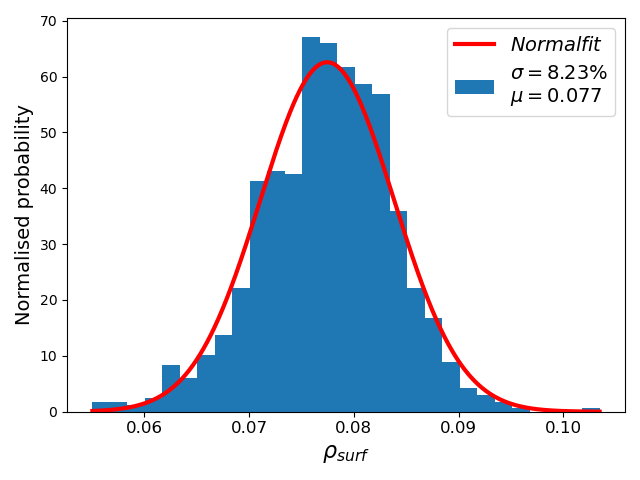 70
60
50
40
30
20
10
0
Normalised probability
Normalfit
σ = 8.23%
μ = 0.077
0.06 0.07 0.08 0.09 0.10
ρsurf